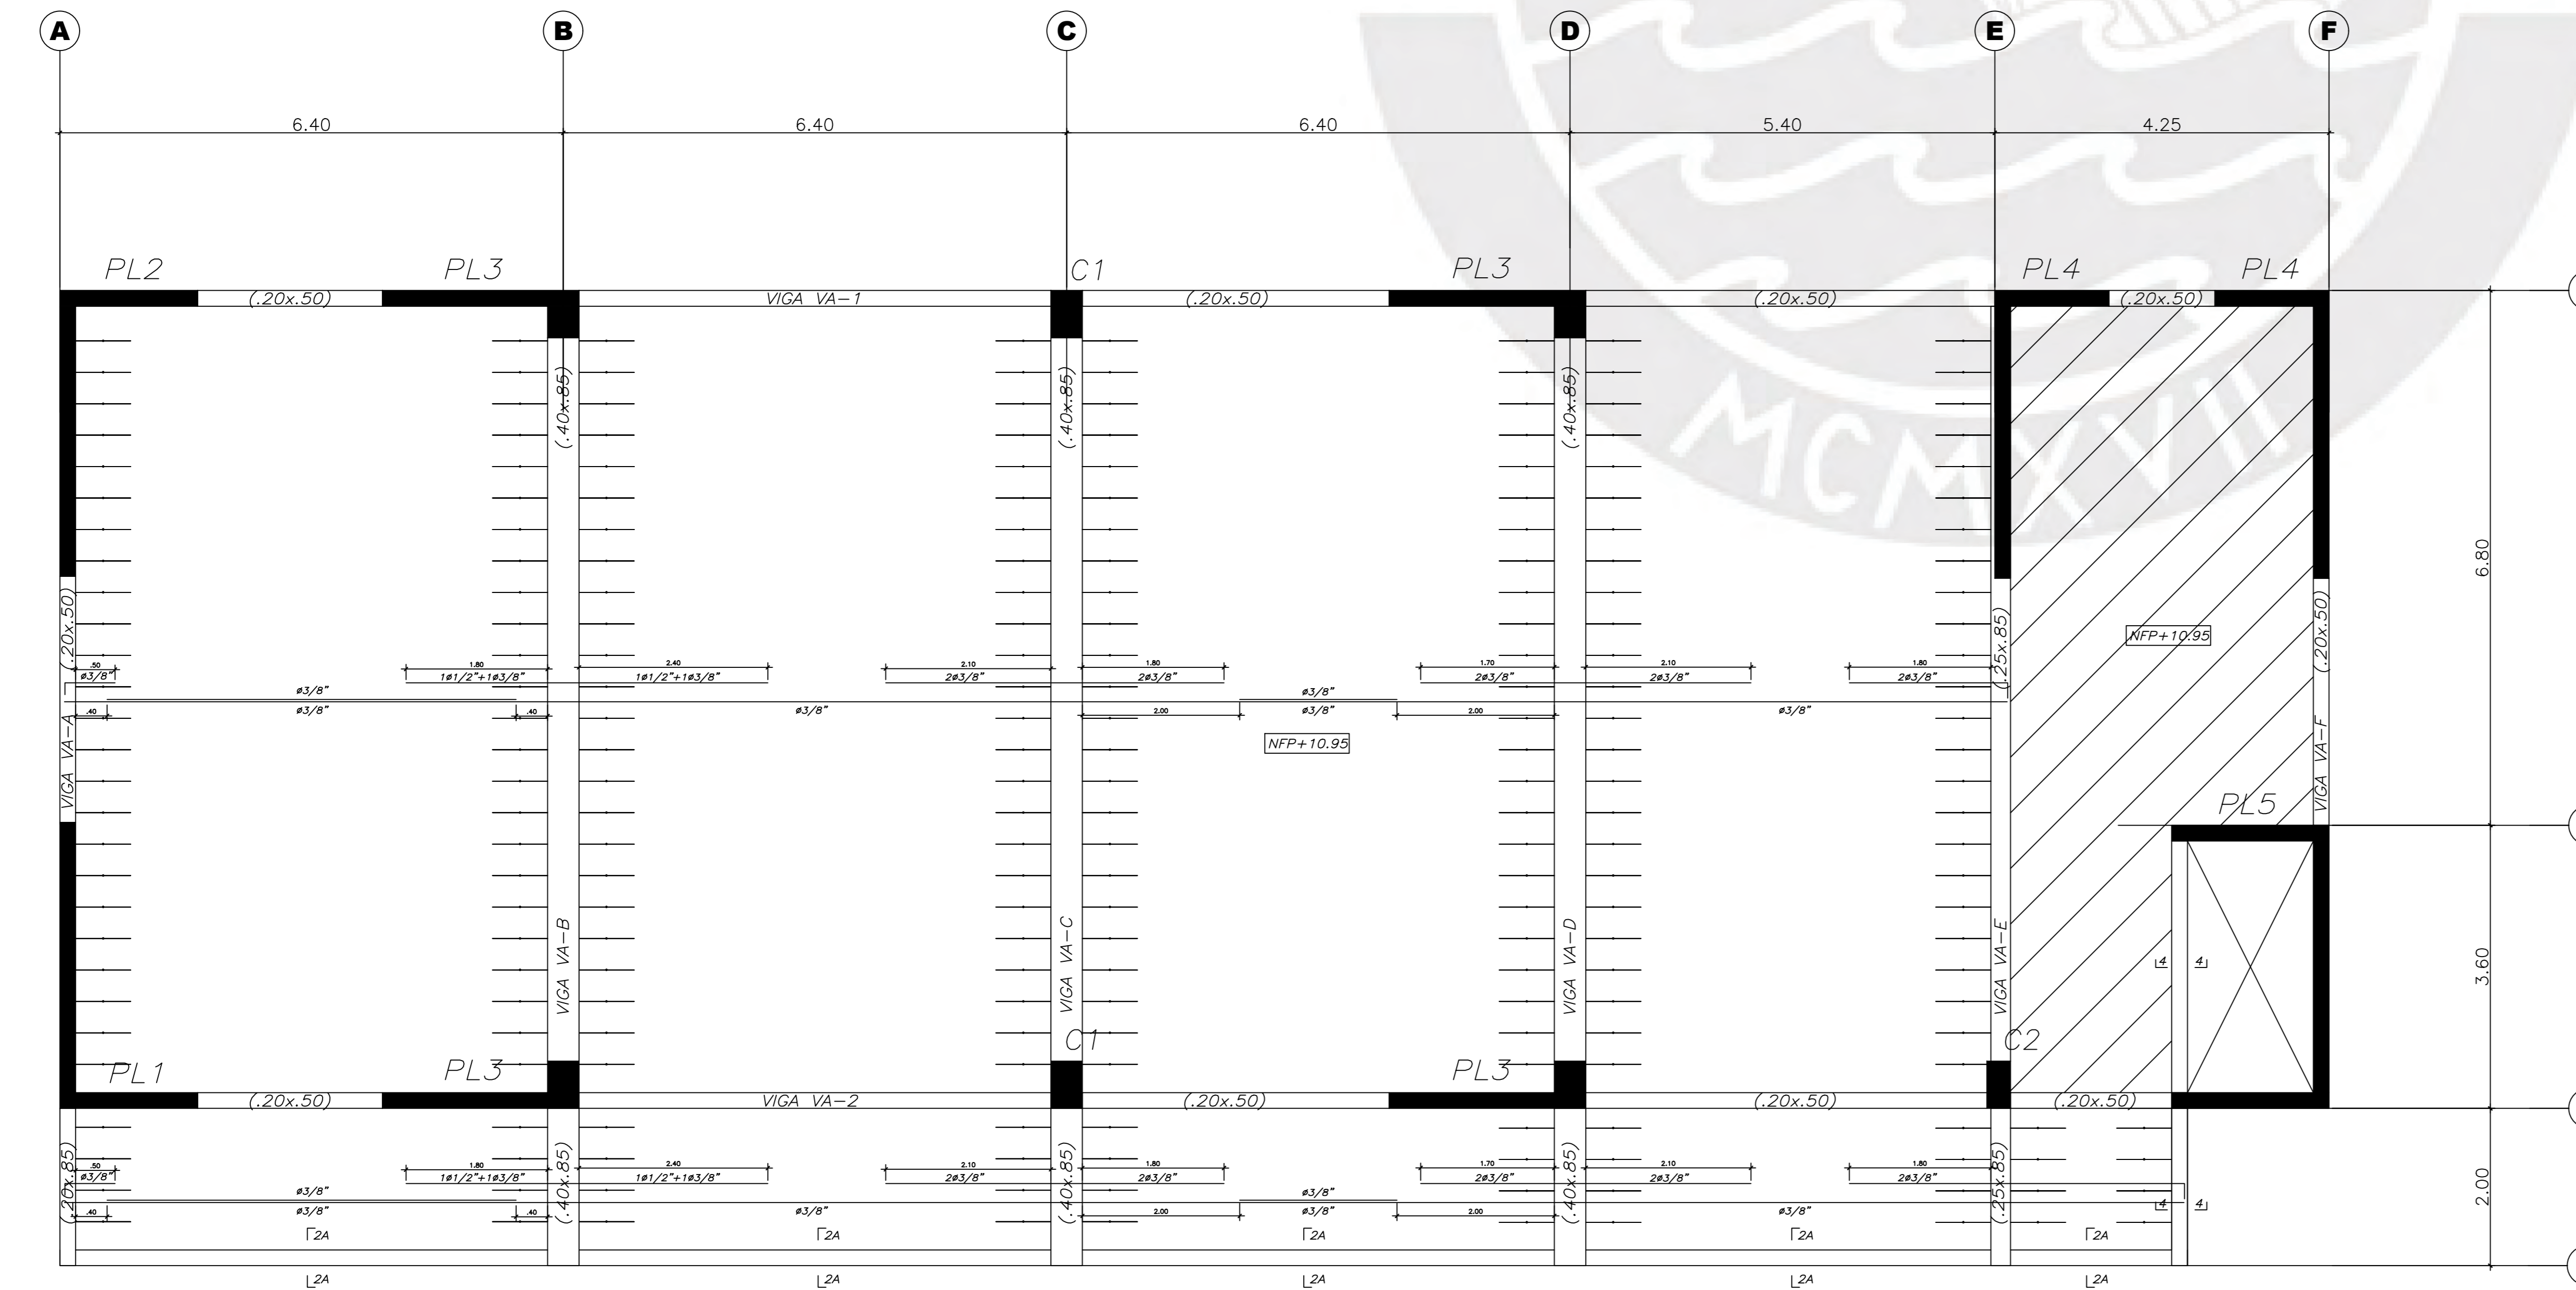 A B C D E F
6.40 6.40 6.40 5.40 4.25
PL2 PL3 C1 PL3 PL4 PL4
(.20x.50) VIGA VA-1 (.20x.50) (.20x.50) (.20x.50)
(.40x.85) (.40x.85) (.40x.85)
MCMXVII
6.80
(.20x.50) (.25x.85) (.20x.50)
NFP+10.95
.50 1.80 2.40 2.10 1.80 1.70 2.10 1.80
ø3/8" 1ø1/2"+1ø3/8" 1ø1/2"+1ø3/8" 2ø3/8" 2ø3/8" 2ø3/8" 2ø3/8" 2ø3/8"
ø3/8" ø3/8"
.40 ø3/8" .40 ø3/8" 2.00 ø3/8" 2.00 ø3/8"
NFP+10.95
VIGA VA-A VIGA VA-F
PL5
VIGA VA-B VIGA VA-C VIGA VA-D VIGA VA-E
4 4
3.60
C1 C2
PL1 PL3 PL3
(.20x.50) VIGA VA-2 (.20x.50) (.20x.50) (.20x.50)
(.20x.85) (.40x.85) (.40x.85) (.40x.85) (.25x.85)
.50 1.80 2.40 2.10 1.80 1.70 2.10 1.80
ø3/8" 1ø1/2"+1ø3/8" 1ø1/2"+1ø3/8" 2ø3/8" 2ø3/8" 2ø3/8" 2ø3/8" 2ø3/8"
2.00
ø3/8" ø3/8"
4 4
.40 ø3/8" .40 ø3/8" 2.00 ø3/8" 2.00 ø3/8"
2A 2A 2A 2A 2A
2A 2A 2A 2A 2A